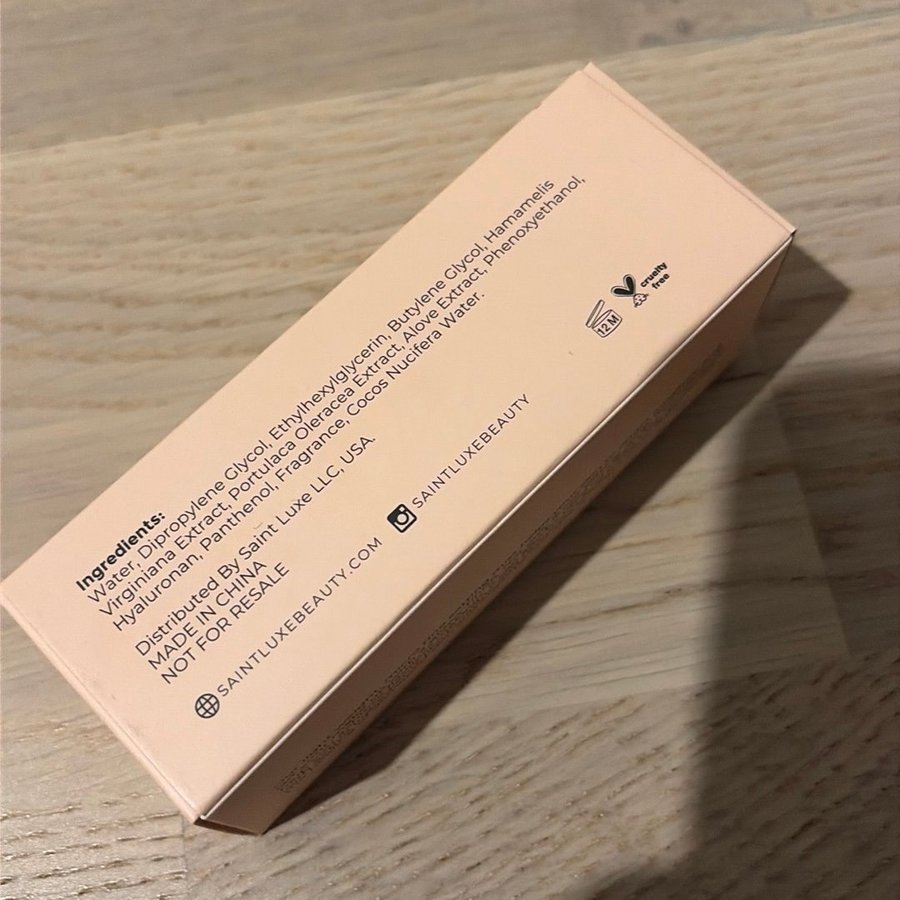 Ingredients:
Water, Dipropylene Glycol, Ethylhexylglycerin, Butylene Glycol, Hamamelis
Virginiana Extract, Portulaca Oleracea Extract, Alove Extract, Phenoxyethanol,
Hyaluronan, Panthenol, Fragrance, Cocos Nucifera Water.
Distributed By Saint Luxe LLC, USA.
MADE IN CHINA
NOT FOR RESALE
SAINTLUXEBEAUTY.COM
SAINTLUXEBEAUTY
12 M
cruelty
free